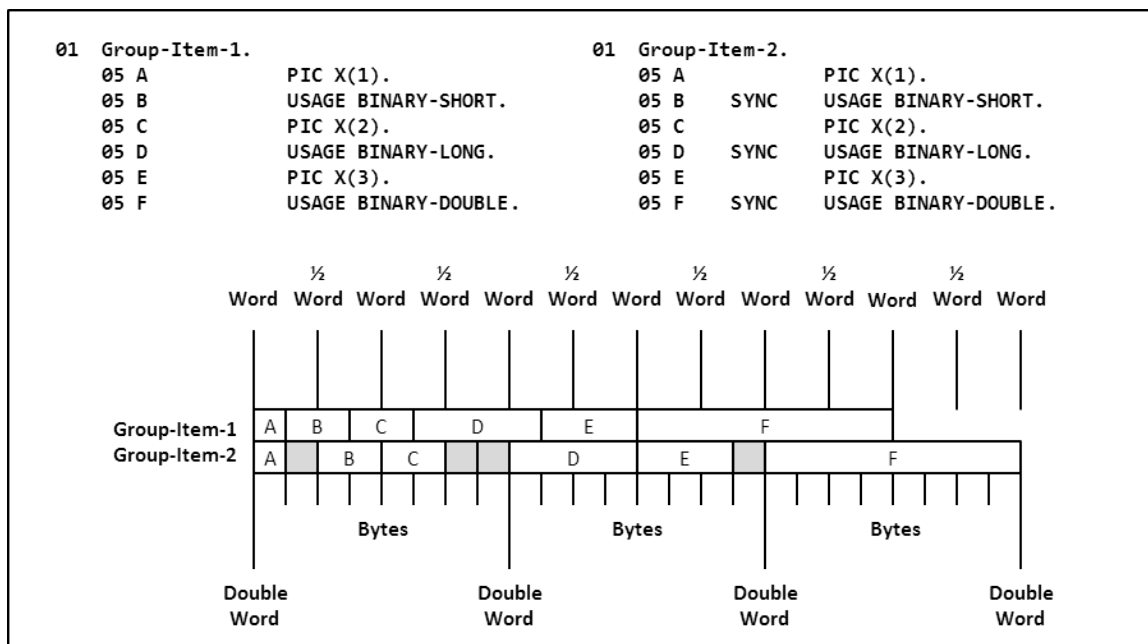 01 Group-Item-1.
05 A PIC X(1).
05 B USAGE BINARY-SHORT.
05 C PIC X(2).
05 D USAGE BINARY-LONG.
05 E PIC X(3).
05 F USAGE BINARY-DOUBLE.
01 Group-Item-2.
05 A PIC X(1).
05 B SYNC USAGE BINARY-SHORT.
05 C PIC X(2).
05 D SYNC USAGE BINARY-LONG.
05 E PIC X(3).
05 F SYNC USAGE BINARY-DOUBLE.
½ ½ ½ ½ ½ ½
Word Word Word Word Word Word Word Word Word Word Word Word Word
Group-Item-1 A B C D E F
Group-Item-2 A B C D E F
Bytes Bytes Bytes
Double Double Double Double
Word Word Word Word